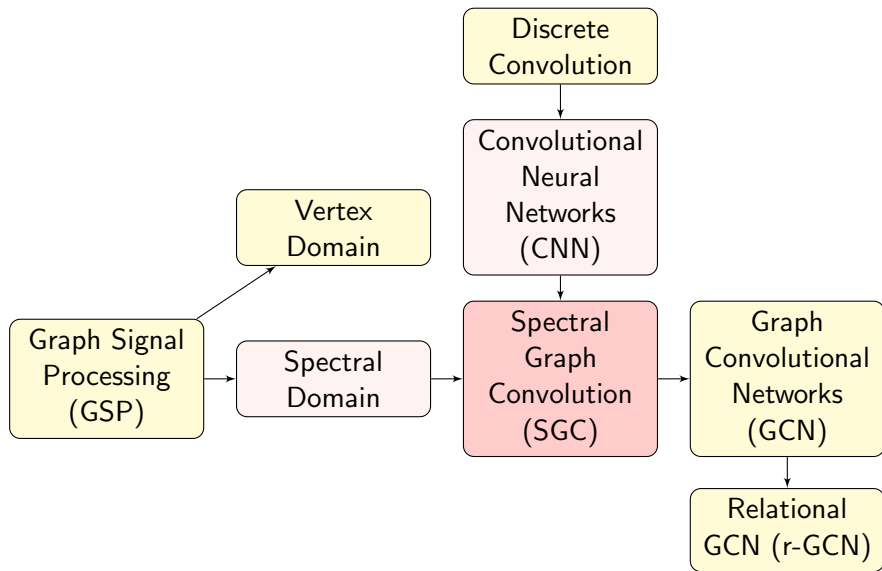 Discrete
Convolution
Convolutional
Neural
Networks
(CNN)
Vertex
Domain
Graph Signal
Processing
(GSP)
Spectral
Domain
Spectral
Graph
Convolution
(SGC)
Graph
Convolutional
Networks
(GCN)
Relational
GCN (r-GCN)